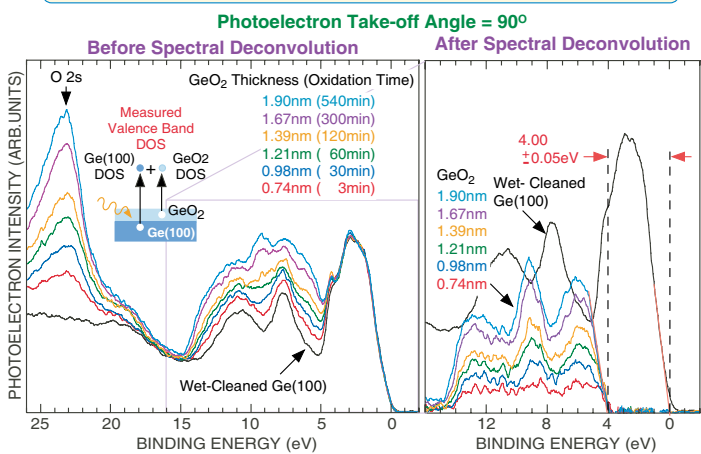 Photoelectron Take-off Angle = 90º
Before Spectral Deconvolution
After Spectral Deconvolution
PHOTOELECTRON INTENSITY (ARB.UNITS)
O 2s
GeO2 Thickness (Oxidation Time)
1.90nm (540min)
1.67nm (300min)
1.39nm (120min)
1.21nm ( 60min)
0.98nm ( 30min)
0.74nm ( 3min)
Measured
Valence Band
DOS
Ge(100)
DOS
+
GeO2
DOS
GeO2
Ge(100)
Wet-Cleaned Ge(100)
25 20 15 10 5 0
BINDING ENERGY (eV)
4.00
±0.05eV
GeO2
1.90nm
1.67nm
1.39nm
1.21nm
0.98nm
0.74nm
Wet- Cleaned
Ge(100)
12 8 4 0
BINDING ENERGY (eV)